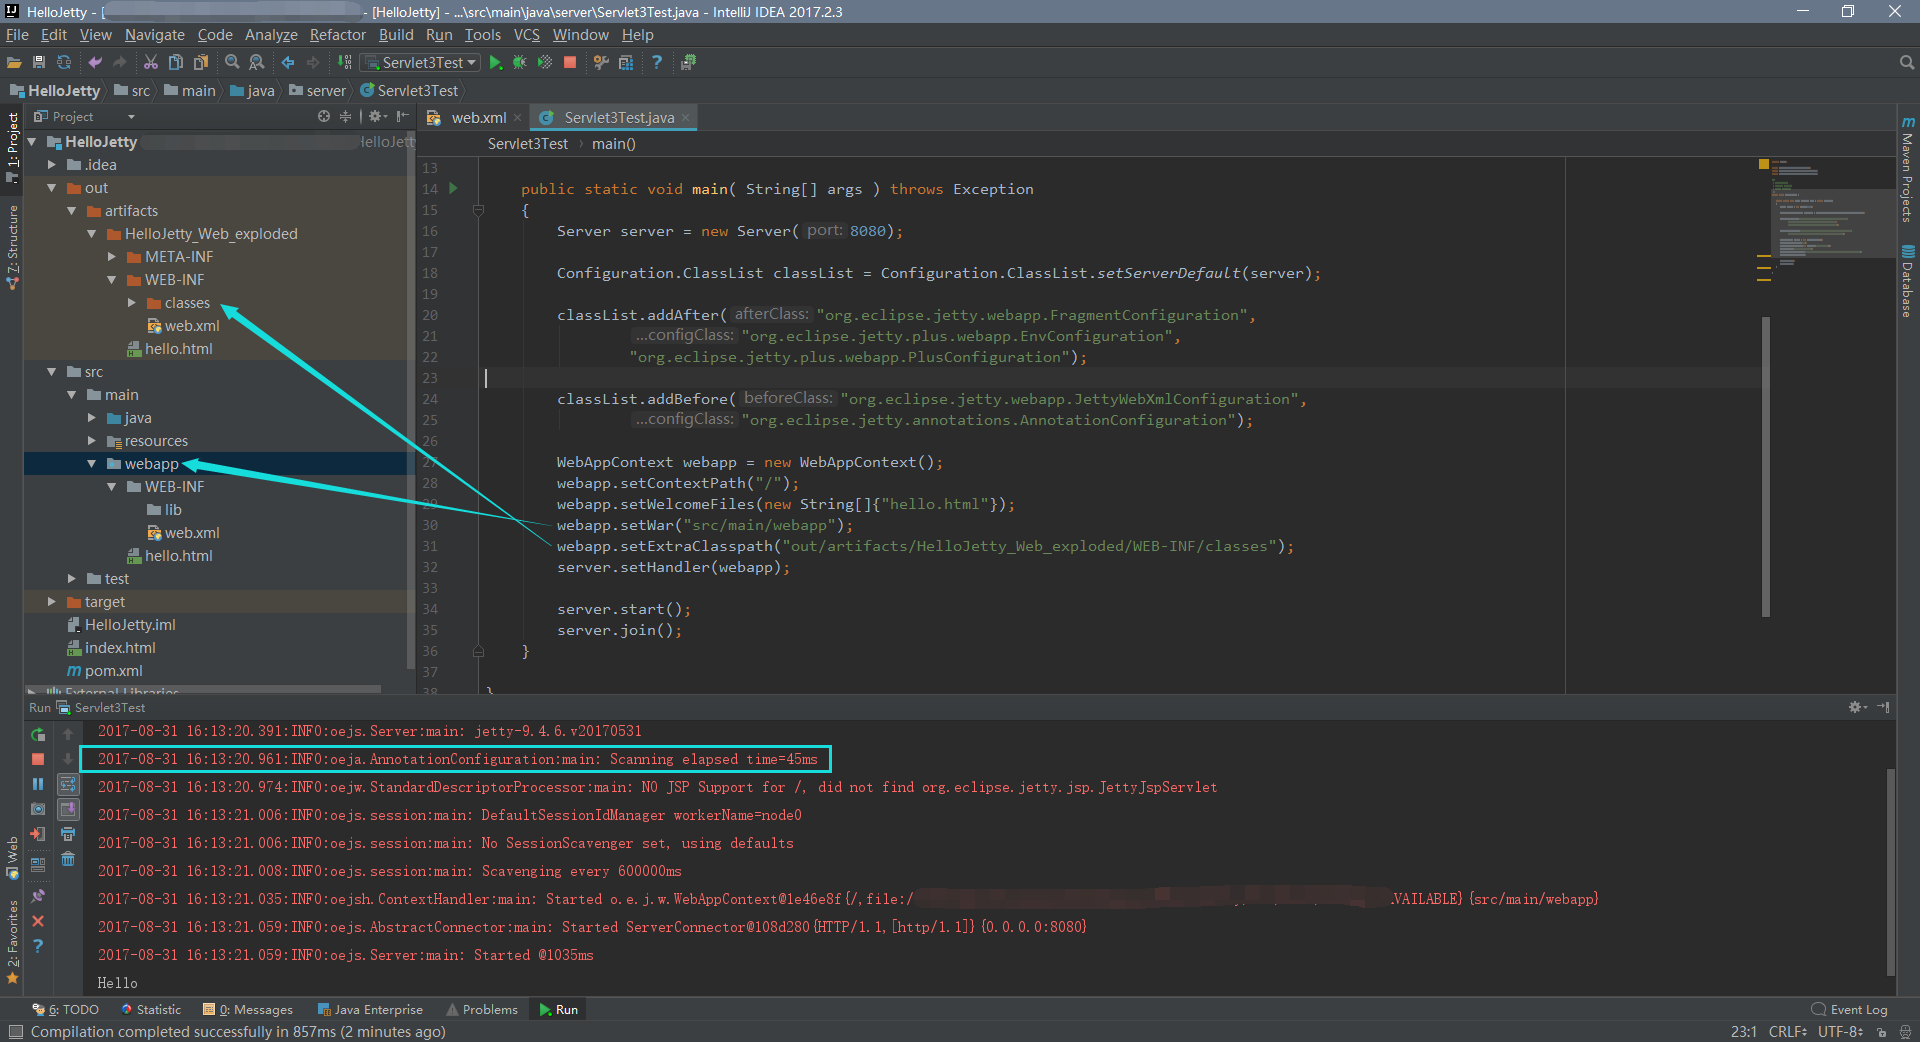 HelloJetty - [ - [HelloJetty] - ...\src\main\java\server\Servlet3Test.java - IntelliJ IDEA 2017.2.3
File Edit View Navigate Code Analyze Refactor Build Run Tools VCS Window Help
Servlet3Test
HelloJetty src main java server Servlet3Test
1: Project
7: Structure
Web
2: Favorites
Project
HelloJetty HelloJetty
.idea
out
artifacts
HelloJetty_Web_exploded
META-INF
WEB-INF
classes
web.xml
hello.html
src
main
java
resources
webapp
WEB-INF
lib
web.xml
hello.html
test
target
HelloJetty.iml
index.html
pom.xml
External Libraries
web.xml Servlet3Test.java
Servlet3Test main()
13
14 public static void main( String[] args ) throws Exception
15 {
16 Server server = new Server( port: 8080);
17
18 Configuration.ClassList classList = Configuration.ClassList.setServerDefault(server);
19
20 classList.addAfter( afterClass: "org.eclipse.jetty.webapp.FragmentConfiguration",
21 ...configClass: "org.eclipse.jetty.plus.webapp.EnvConfiguration",
22 "org.eclipse.jetty.plus.webapp.PlusConfiguration");
23
24 classList.addBefore( beforeClass: "org.eclipse.jetty.webapp.JettyWebXmlConfiguration",
25 ...configClass: "org.eclipse.jetty.annotations.AnnotationConfiguration");
26
27 WebAppContext webapp = new WebAppContext();
28 webapp.setContextPath("/");
29 webapp.setWelcomeFiles(new String[]{"hello.html"});
30 webapp.setWar("src/main/webapp");
31 webapp.setExtraClasspath("out/artifacts/HelloJetty_Web_exploded/WEB-INF/classes");
32 server.setHandler(webapp);
33
34 server.start();
35 server.join();
36 }
37
38 }
Maven Projects
Database
Run Servlet3Test
2017-08-31 16:13:20.391:INFO:oejs.Server:main: jetty-9.4.6.v20170531
2017-08-31 16:13:20.961:INFO:oeja.AnnotationConfiguration:main: Scanning elapsed time=45ms
2017-08-31 16:13:20.974:INFO:oejw.StandardDescriptorProcessor:main: NO JSP Support for /, did not find org.eclipse.jetty.jsp.JettyJspServlet
2017-08-31 16:13:21.006:INFO:oejs.session:main: DefaultSessionIdManager workerName=node0
2017-08-31 16:13:21.006:INFO:oejs.session:main: No SessionScavenger set, using defaults
2017-08-31 16:13:21.008:INFO:oejs.session:main: Scavenging every 600000ms
2017-08-31 16:13:21.035:INFO:oejsh.ContextHandler:main: Started o.e.j.w.WebAppContext@1e46e8f{/,file:/ VAILABLE}{src/main/webapp}
2017-08-31 16:13:21.059:INFO:oejs.AbstractConnector:main: Started ServerConnector@108d280{HTTP/1.1,[http/1.1]}{0.0.0.0:8080}
2017-08-31 16:13:21.059:INFO:oejs.Server:main: Started @1035ms
Hello
6: TODO Statistic 0: Messages Java Enterprise Problems Run Event Log
Compilation completed successfully in 857ms (2 minutes ago) 23:1 CRLF UTF-8